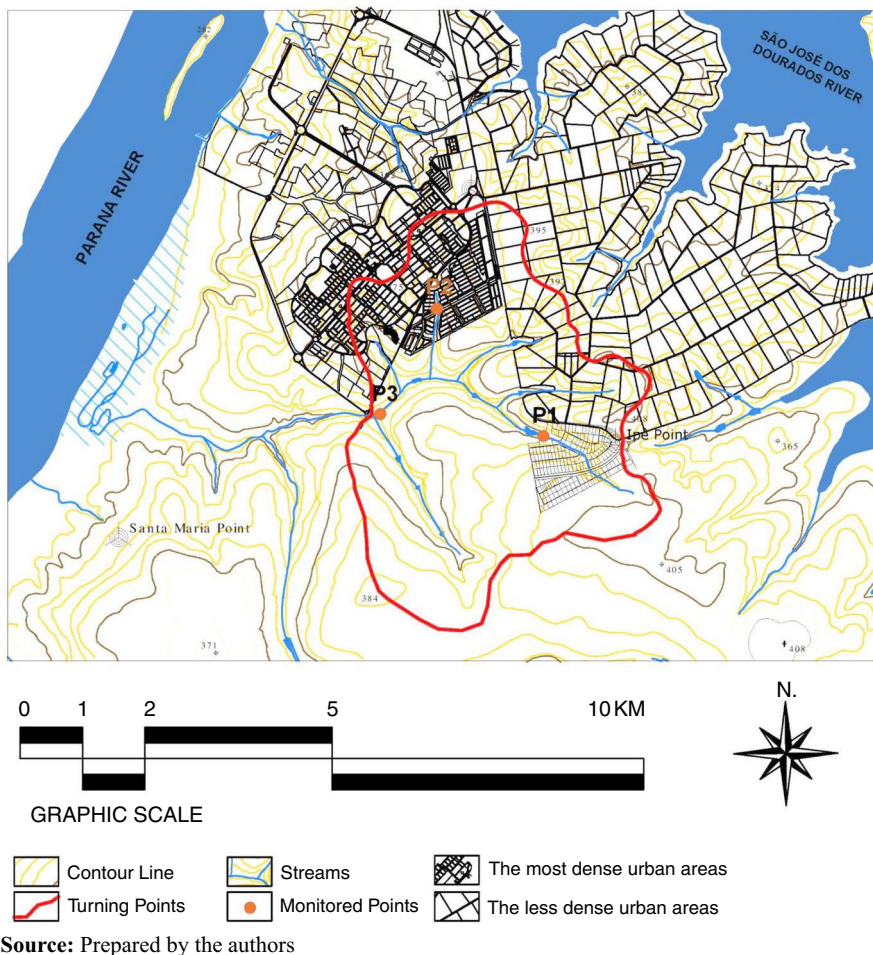 282
SÃO JOSÉ DOS
DOURADOS RIVER
PARANA RIVER
395
P2
P3
P1
Ipê Point
365
Santa Maria Point
405
384
371
408
0 1 2 5 10 KM
N.
GRAPHIC SCALE
Contour Line
Streams
The most dense urban areas
Turning Points
Monitored Points
The less dense urban areas
Source: Prepared by the authors